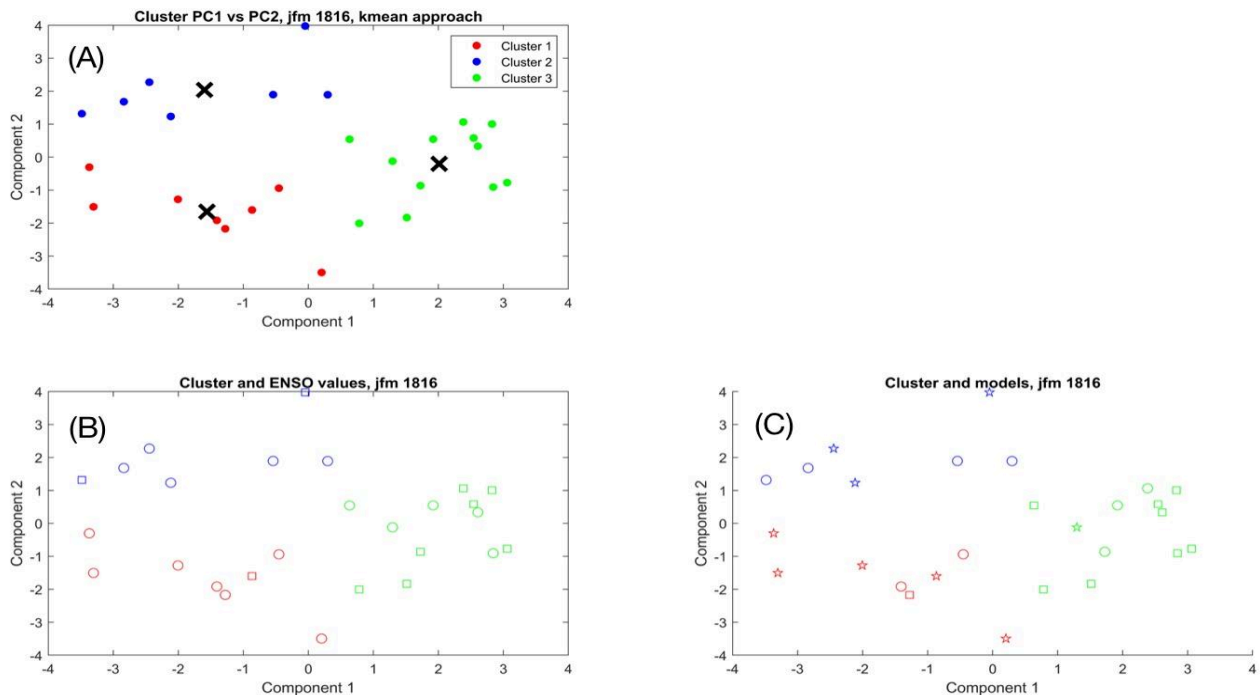 Cluster PC1 vs PC2, jfm 1816, kmean approach
(A)
Cluster 1
Cluster 2
Cluster 3
4
3
2
1
0
-1
-2
-3
-4
Component 2
-4 -3 -2 -1 0 1 2 3 4
Component 1
Cluster and ENSO values, jfm 1816
(B)
4
3
2
1
0
-1
-2
-3
-4
Component 2
-4 -3 -2 -1 0 1 2 3 4
Component 1
Cluster and models, jfm 1816
(C)
4
3
2
1
0
-1
-2
-3
-4
Component 2
-4 -3 -2 -1 0 1 2 3 4
Component 1